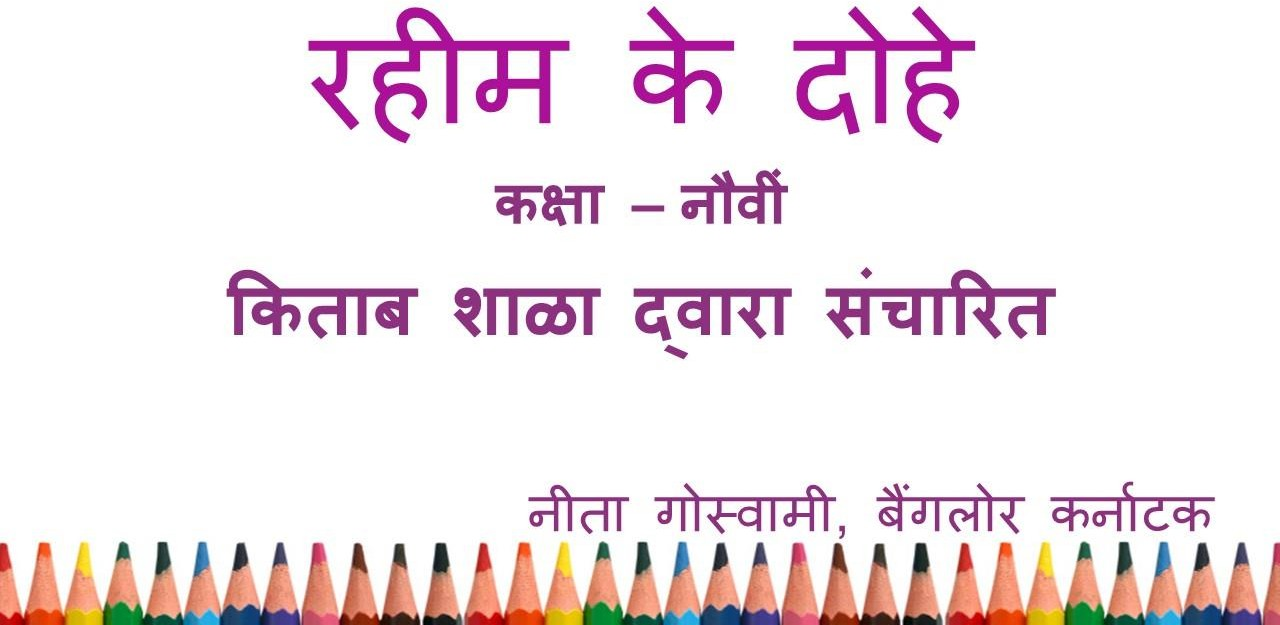 रहीम के दोहे
कक्षा – नौवीं
किताब शाळा द्वारा संचारित
नीता गोस्वामी, बैंगलोर कर्नाटक